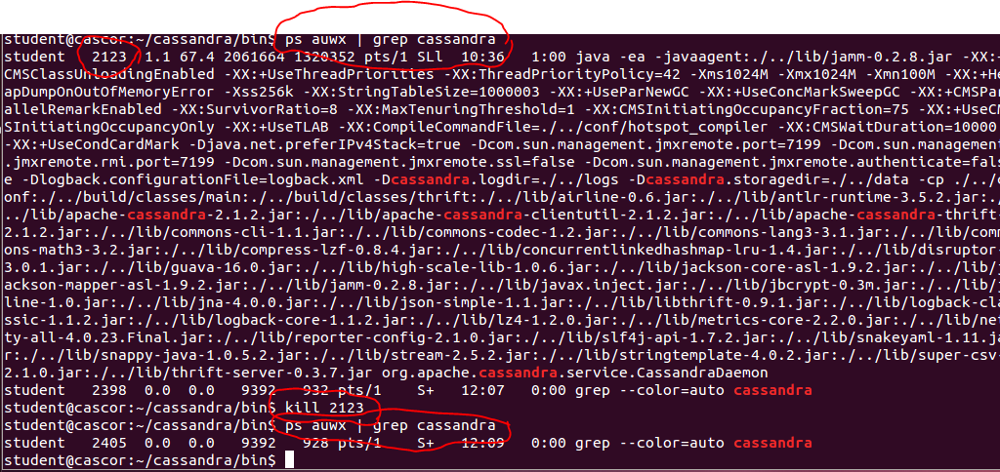 student@cascor:~/cassandra/bin$ ps auwx | grep cassandra
student   2123  1.1 67.4 2061664 1320352 pts/1 SLl  10:36   1:00 java -ea -javaagent:./../lib/jamm-0.2.8.jar -XX:+
CMSClassUnloadingEnabled -XX:+UseThreadPriorities -XX:ThreadPriorityPolicy=42 -Xms1024M -Xmx1024M -Xmn100M -XX:+He
apDumpOnOutOfMemoryError -Xss256k -XX:StringTableSize=1000003 -XX:+UseParNewGC -XX:+UseConcMarkSweepGC -XX:+CMSPar
allelRemarkEnabled -XX:SurvivorRatio=8 -XX:MaxTenuringThreshold=1 -XX:CMSInitiatingOccupancyFraction=75 -XX:+UseCM
SInitiatingOccupancyOnly -XX:+UseTLAB -XX:CompileCommandFile=./../conf/hotspot_compiler -XX:CMSWaitDuration=10000
-XX:+UseCondCardMark -Djava.net.preferIPv4Stack=true -Dcom.sun.management.jmxremote.port=7199 -Dcom.sun.management
.jmxremote.rmi.port=7199 -Dcom.sun.management.jmxremote.ssl=false -Dcom.sun.management.jmxremote.authenticate=fals
e -Dlogback.configurationFile=logback.xml -Dcassandra.logdir=./../logs -Dcassandra.storagedir=./../data -cp ./../c
onf:./../build/classes/main:./../build/classes/thrift:./../lib/airline-0.6.jar:./../lib/antlr-runtime-3.5.2.jar:./
../lib/apache-cassandra-2.1.2.jar:./../lib/apache-cassandra-clientutil-2.1.2.jar:./../lib/apache-cassandra-thrift-
2.1.2.jar:./../lib/commons-cli-1.1.jar:./../lib/commons-codec-1.2.jar:./../lib/commons-lang3-3.1.jar:./../lib/comm
ons-math3-3.2.jar:./../lib/compress-lzf-0.8.4.jar:./../lib/concurrentlinkedhashmap-lru-1.4.jar:./../lib/disruptor-
3.0.1.jar:./../lib/guava-16.0.jar:./../lib/high-scale-lib-1.0.6.jar:./../lib/jackson-core-asl-1.9.2.jar:./../lib/j
ackson-mapper-asl-1.9.2.jar:./../lib/jamm-0.2.8.jar:./../lib/javax.inject.jar:./../lib/jbcrypt-0.3m.jar:./../lib/j
line-1.0.jar:./../lib/jna-4.0.0.jar:./../lib/json-simple-1.1.jar:./../lib/libthrift-0.9.1.jar:./../lib/logback-cla
ssic-1.1.2.jar:./../lib/logback-core-1.1.2.jar:./../lib/lz4-1.2.0.jar:./../lib/metrics-core-2.2.0.jar:./../lib/net
ty-all-4.0.23.Final.jar:./../lib/reporter-config-2.1.0.jar:./../lib/slf4j-api-1.7.2.jar:./../lib/snakeyaml-1.11.ja
r:./../lib/snappy-java-1.0.5.2.jar:./../lib/stream-2.5.2.jar:./../lib/stringtemplate-4.0.2.jar:./../lib/super-csv-
2.1.0.jar:./../lib/thrift-server-0.3.7.jar org.apache.cassandra.service.CassandraDaemon
student   2398  0.0  0.0   9392   932 pts/1    S+   12:07   0:00 grep --color=auto cassandra
student@cascor:~/cassandra/bin$ kill 2123
student@cascor:~/cassandra/bin$ ps auwx | grep cassandra
student   2405  0.0  0.0   9392   928 pts/1    S+   12:09   0:00 grep --color=auto cassandra
student@cascor:~/cassandra/bin$